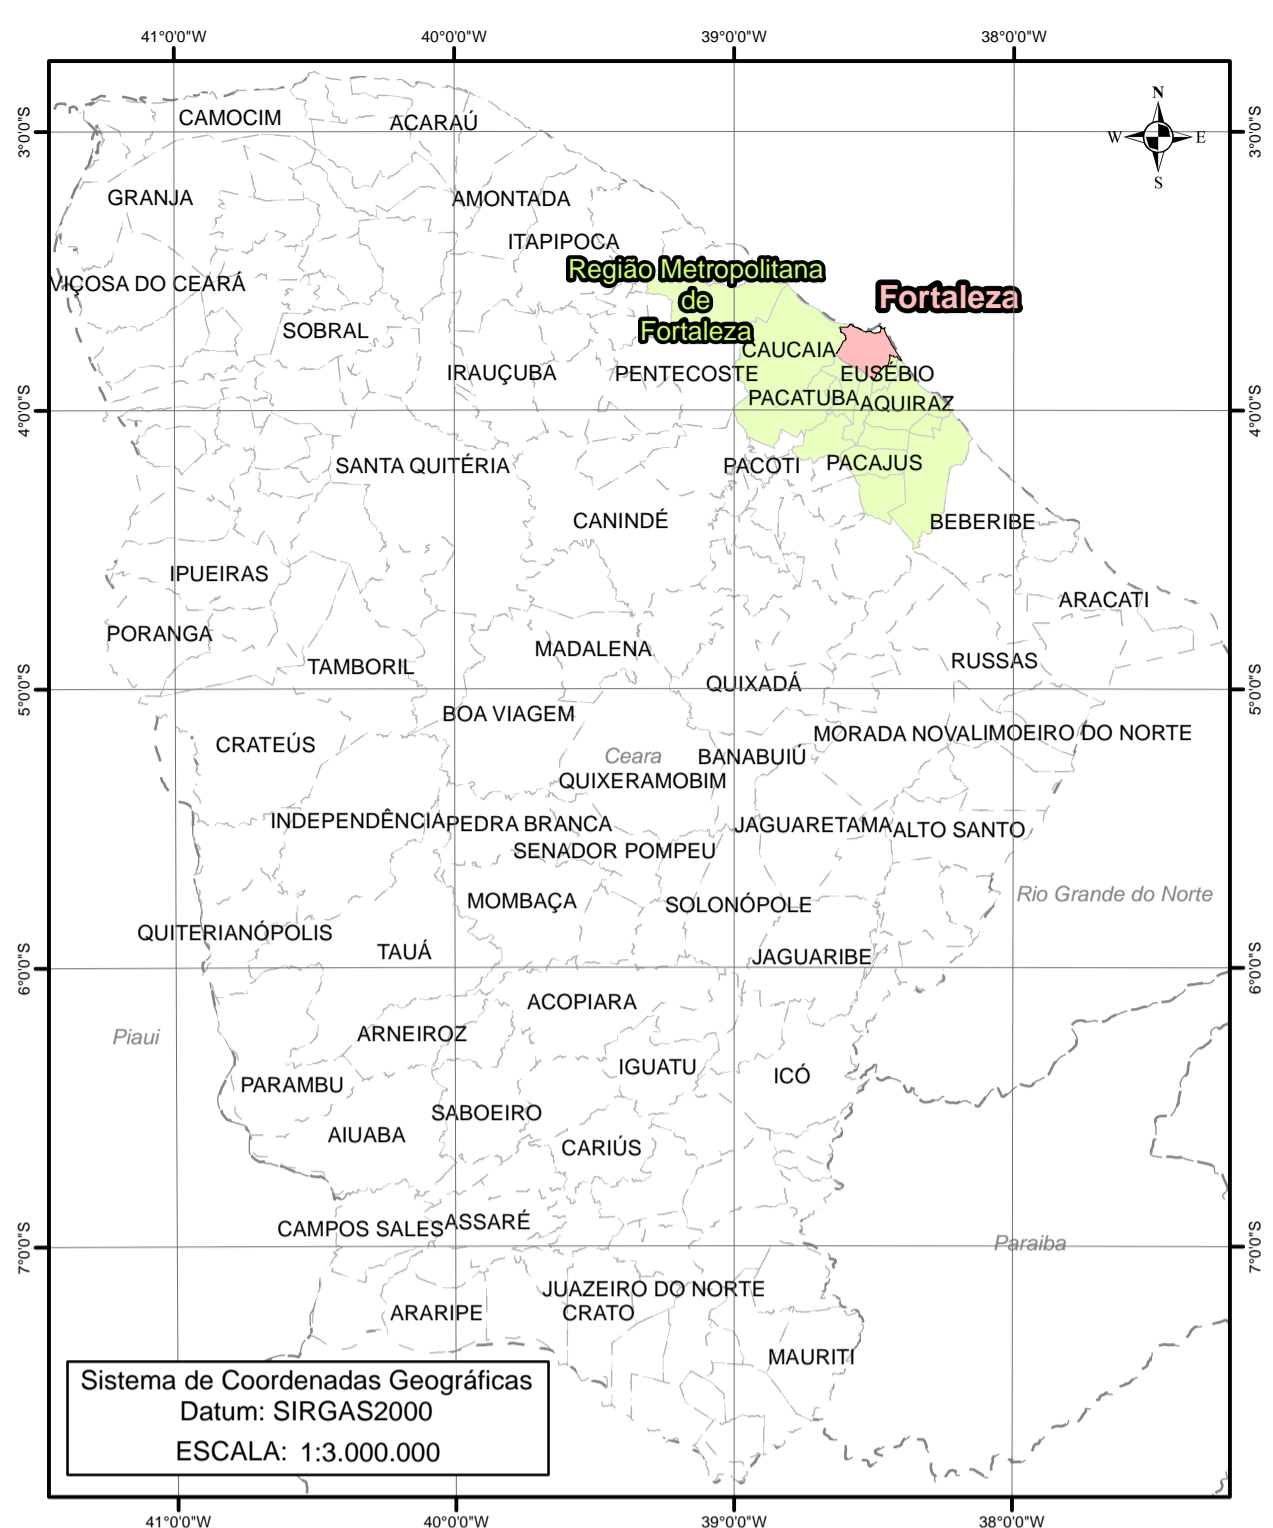 41°0'0"W 40°0'0"W 39°0'0"W 38°0'0"W
N
W E
S
3°0'0"S 3°0'0"S
CAMOCIM
ACARAÚ
GRANJA
AMONTADA
ITAPIPOCA
Região Metropolitana
de
Fortaleza
Fortaleza
VIÇOSA DO CEARÁ
SOBRAL
CAUCAIA
IRAUÇUBA
PENTECOSTE
EUSÉBIO
PACATUBA
AQUIRAZ
4°0'0"S 4°0'0"S
SANTA QUITÉRIA
PACOTI
PACAJUS
CANINDÉ
BEBERIBE
IPUEIRAS
ARACATI
PORANGA
MADALENA
TAMBORIL
RUSSAS
QUIXADÁ
5°0'0"S 5°0'0"S
BOA VIAGEM
MORADA NOVA
LIMOEIRO DO NORTE
CRATEÚS
Ceara
BANABUIÚ
QUIXERAMOBIM
INDEPENDÊNCIA
PEDRA BRANCA
JAGUARETAMA
ALTO SANTO
SENADOR POMPEU
Rio Grande do Norte
MOMBAÇA
SOLONÓPOLE
QUITERIANÓPOLIS
TAUÁ
JAGUARIBE
6°0'0"S 6°0'0"S
ACOPIARA
Piaui
ARNEIROZ
IGUATU
ICÓ
PARAMBU
SABOEIRO
AIUABA
CARIÚS
CAMPOS SALES
ASSARÉ
Paraiba
7°0'0"S 7°0'0"S
JUAZEIRO DO NORTE
ARARIPE
CRATO
MAURITI
Sistema de Coordenadas Geográficas
Datum: SIRGAS2000
ESCALA: 1:3.000.000
41°0'0"W 40°0'0"W 39°0'0"W 38°0'0"W